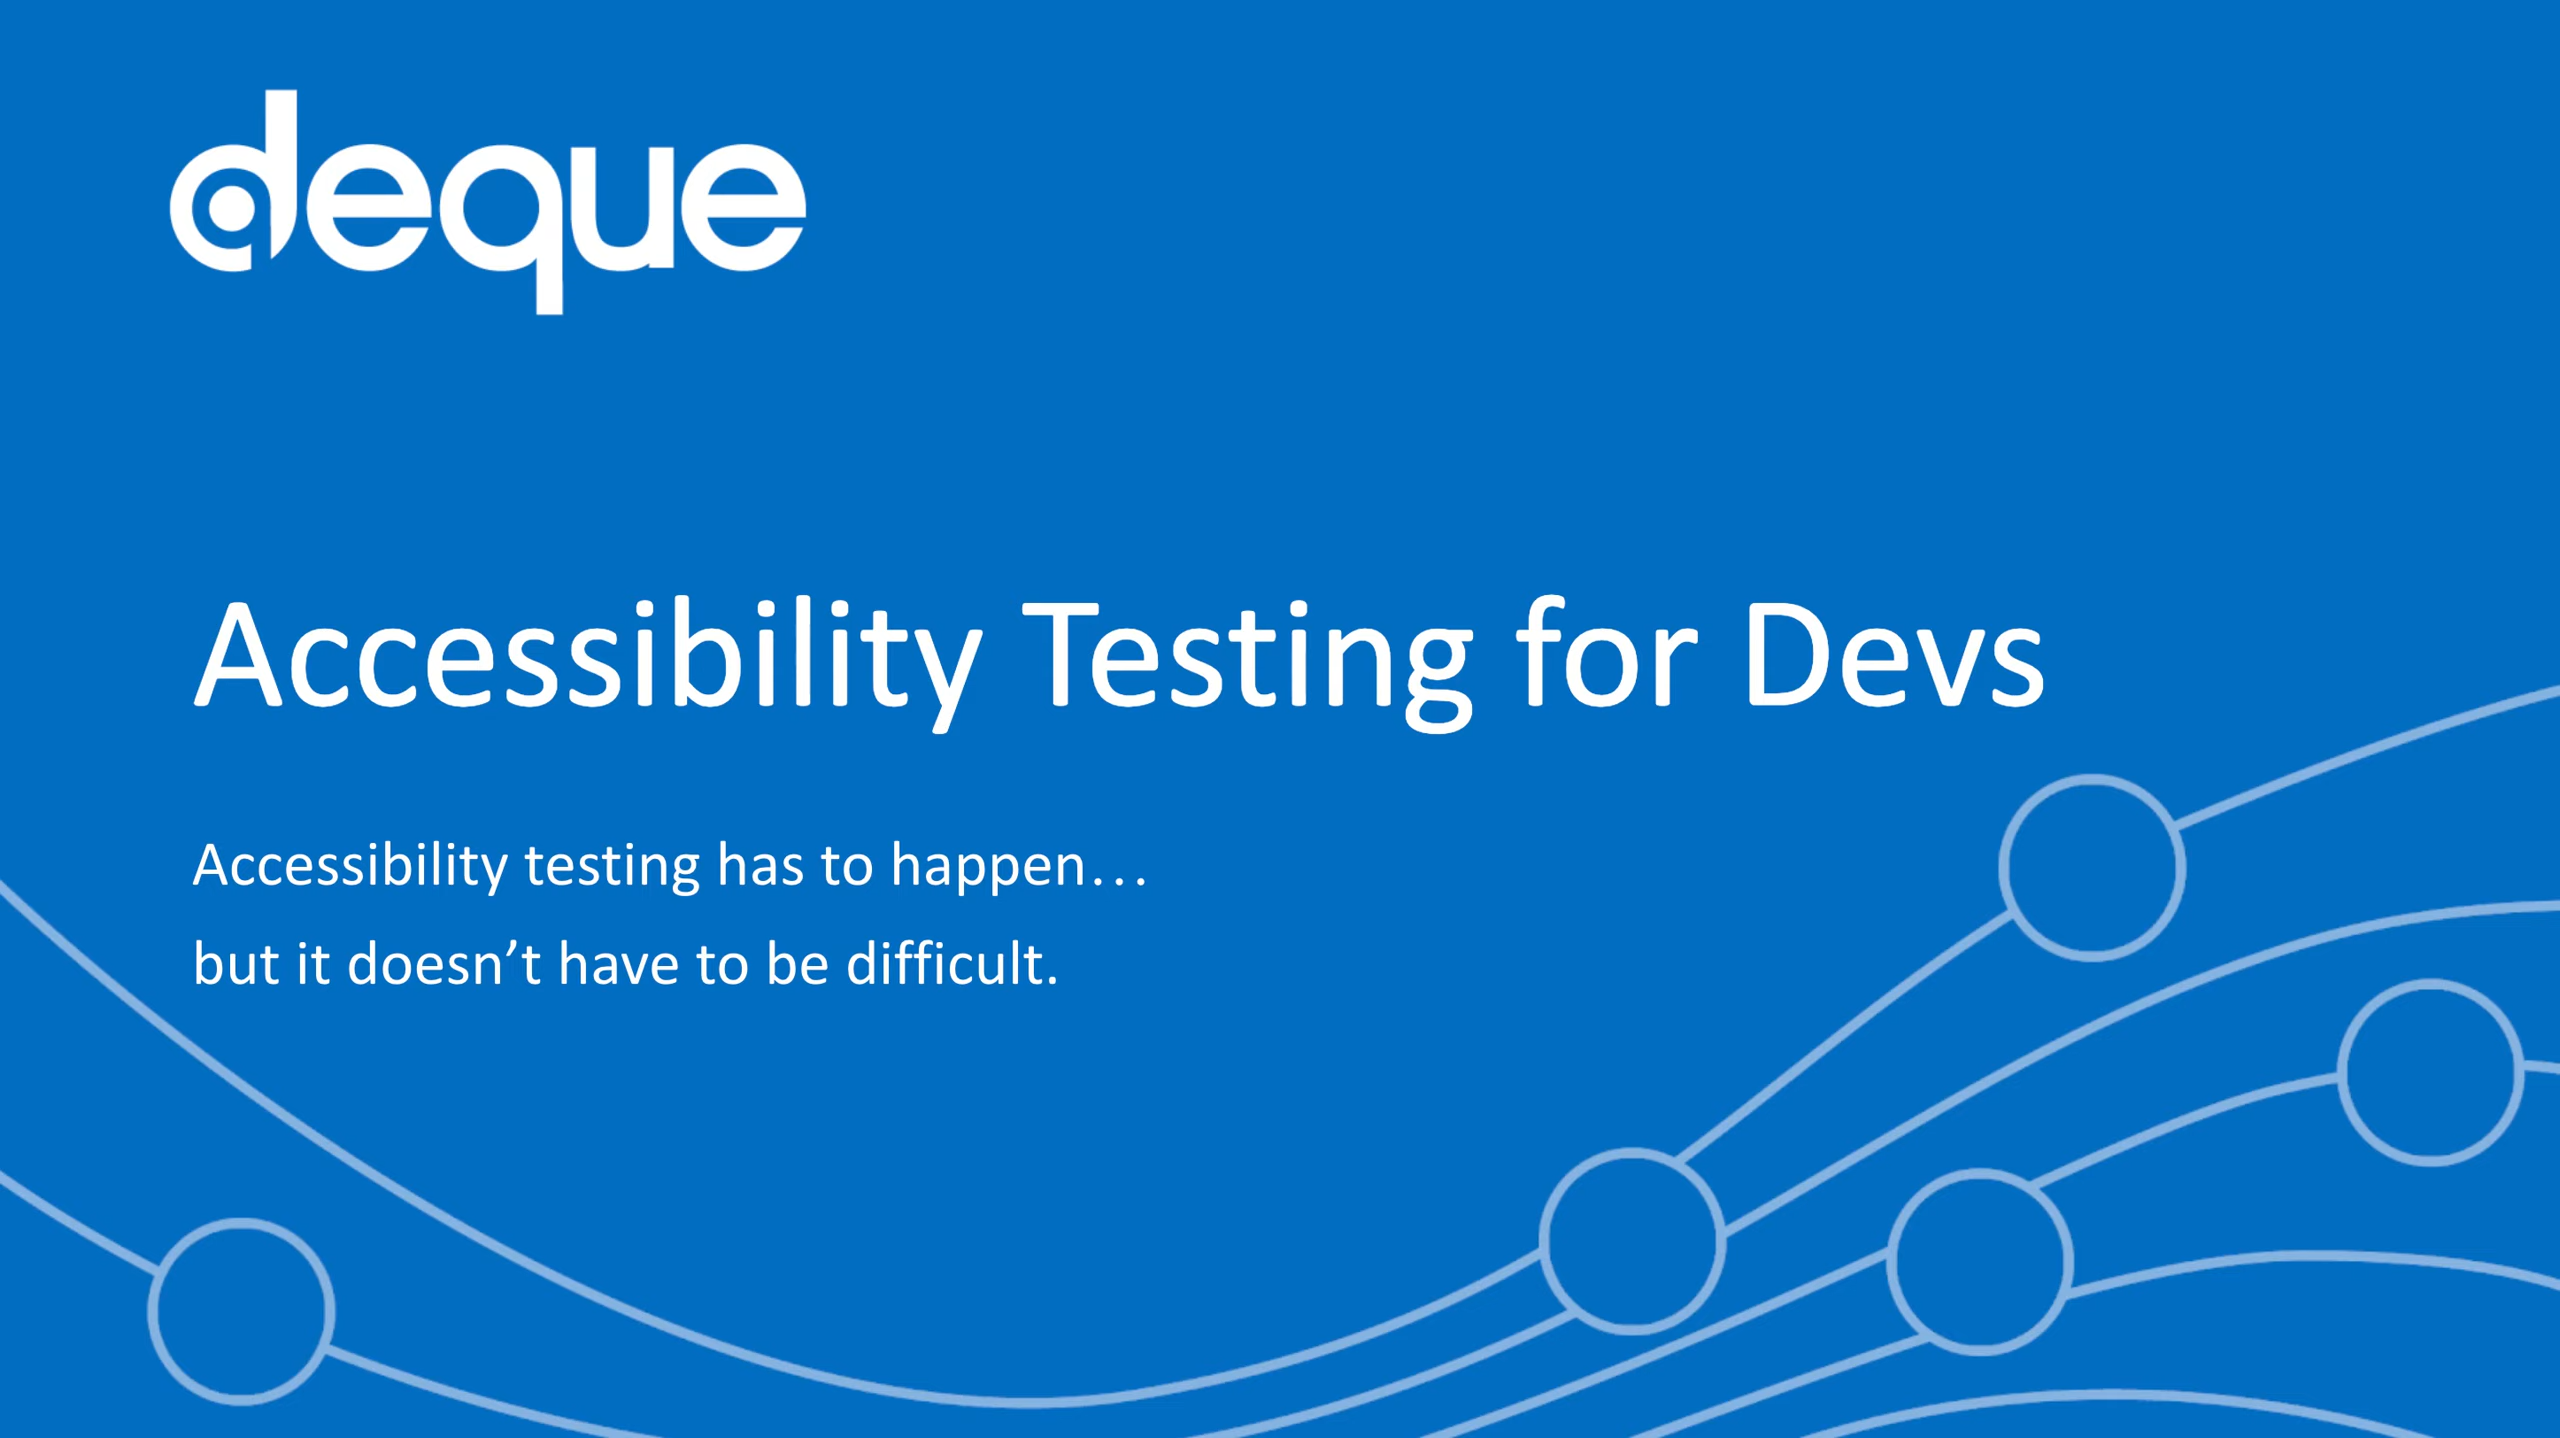 deque
Accessibility Testing for Devs
Accessibility testing has to happen…
but it doesn’t have to be difficult.